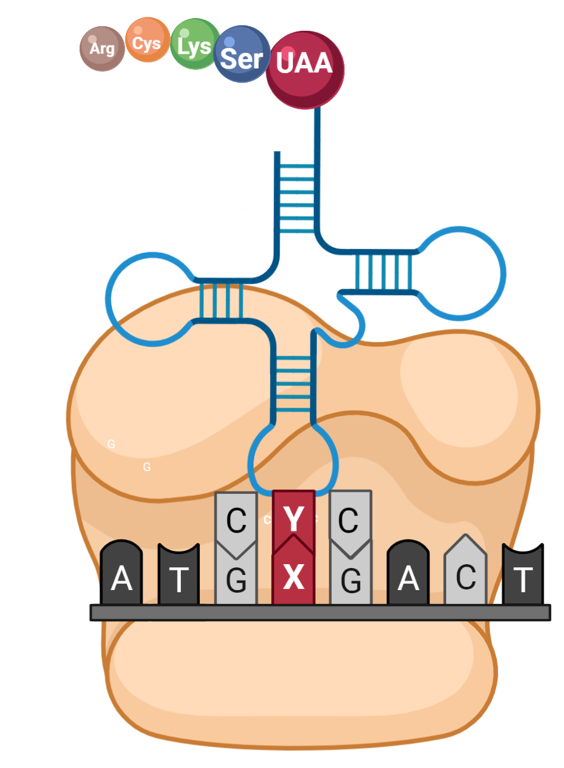 Arg Cys Lys Ser UAA
G
G
C Y C
A T G X G A C T